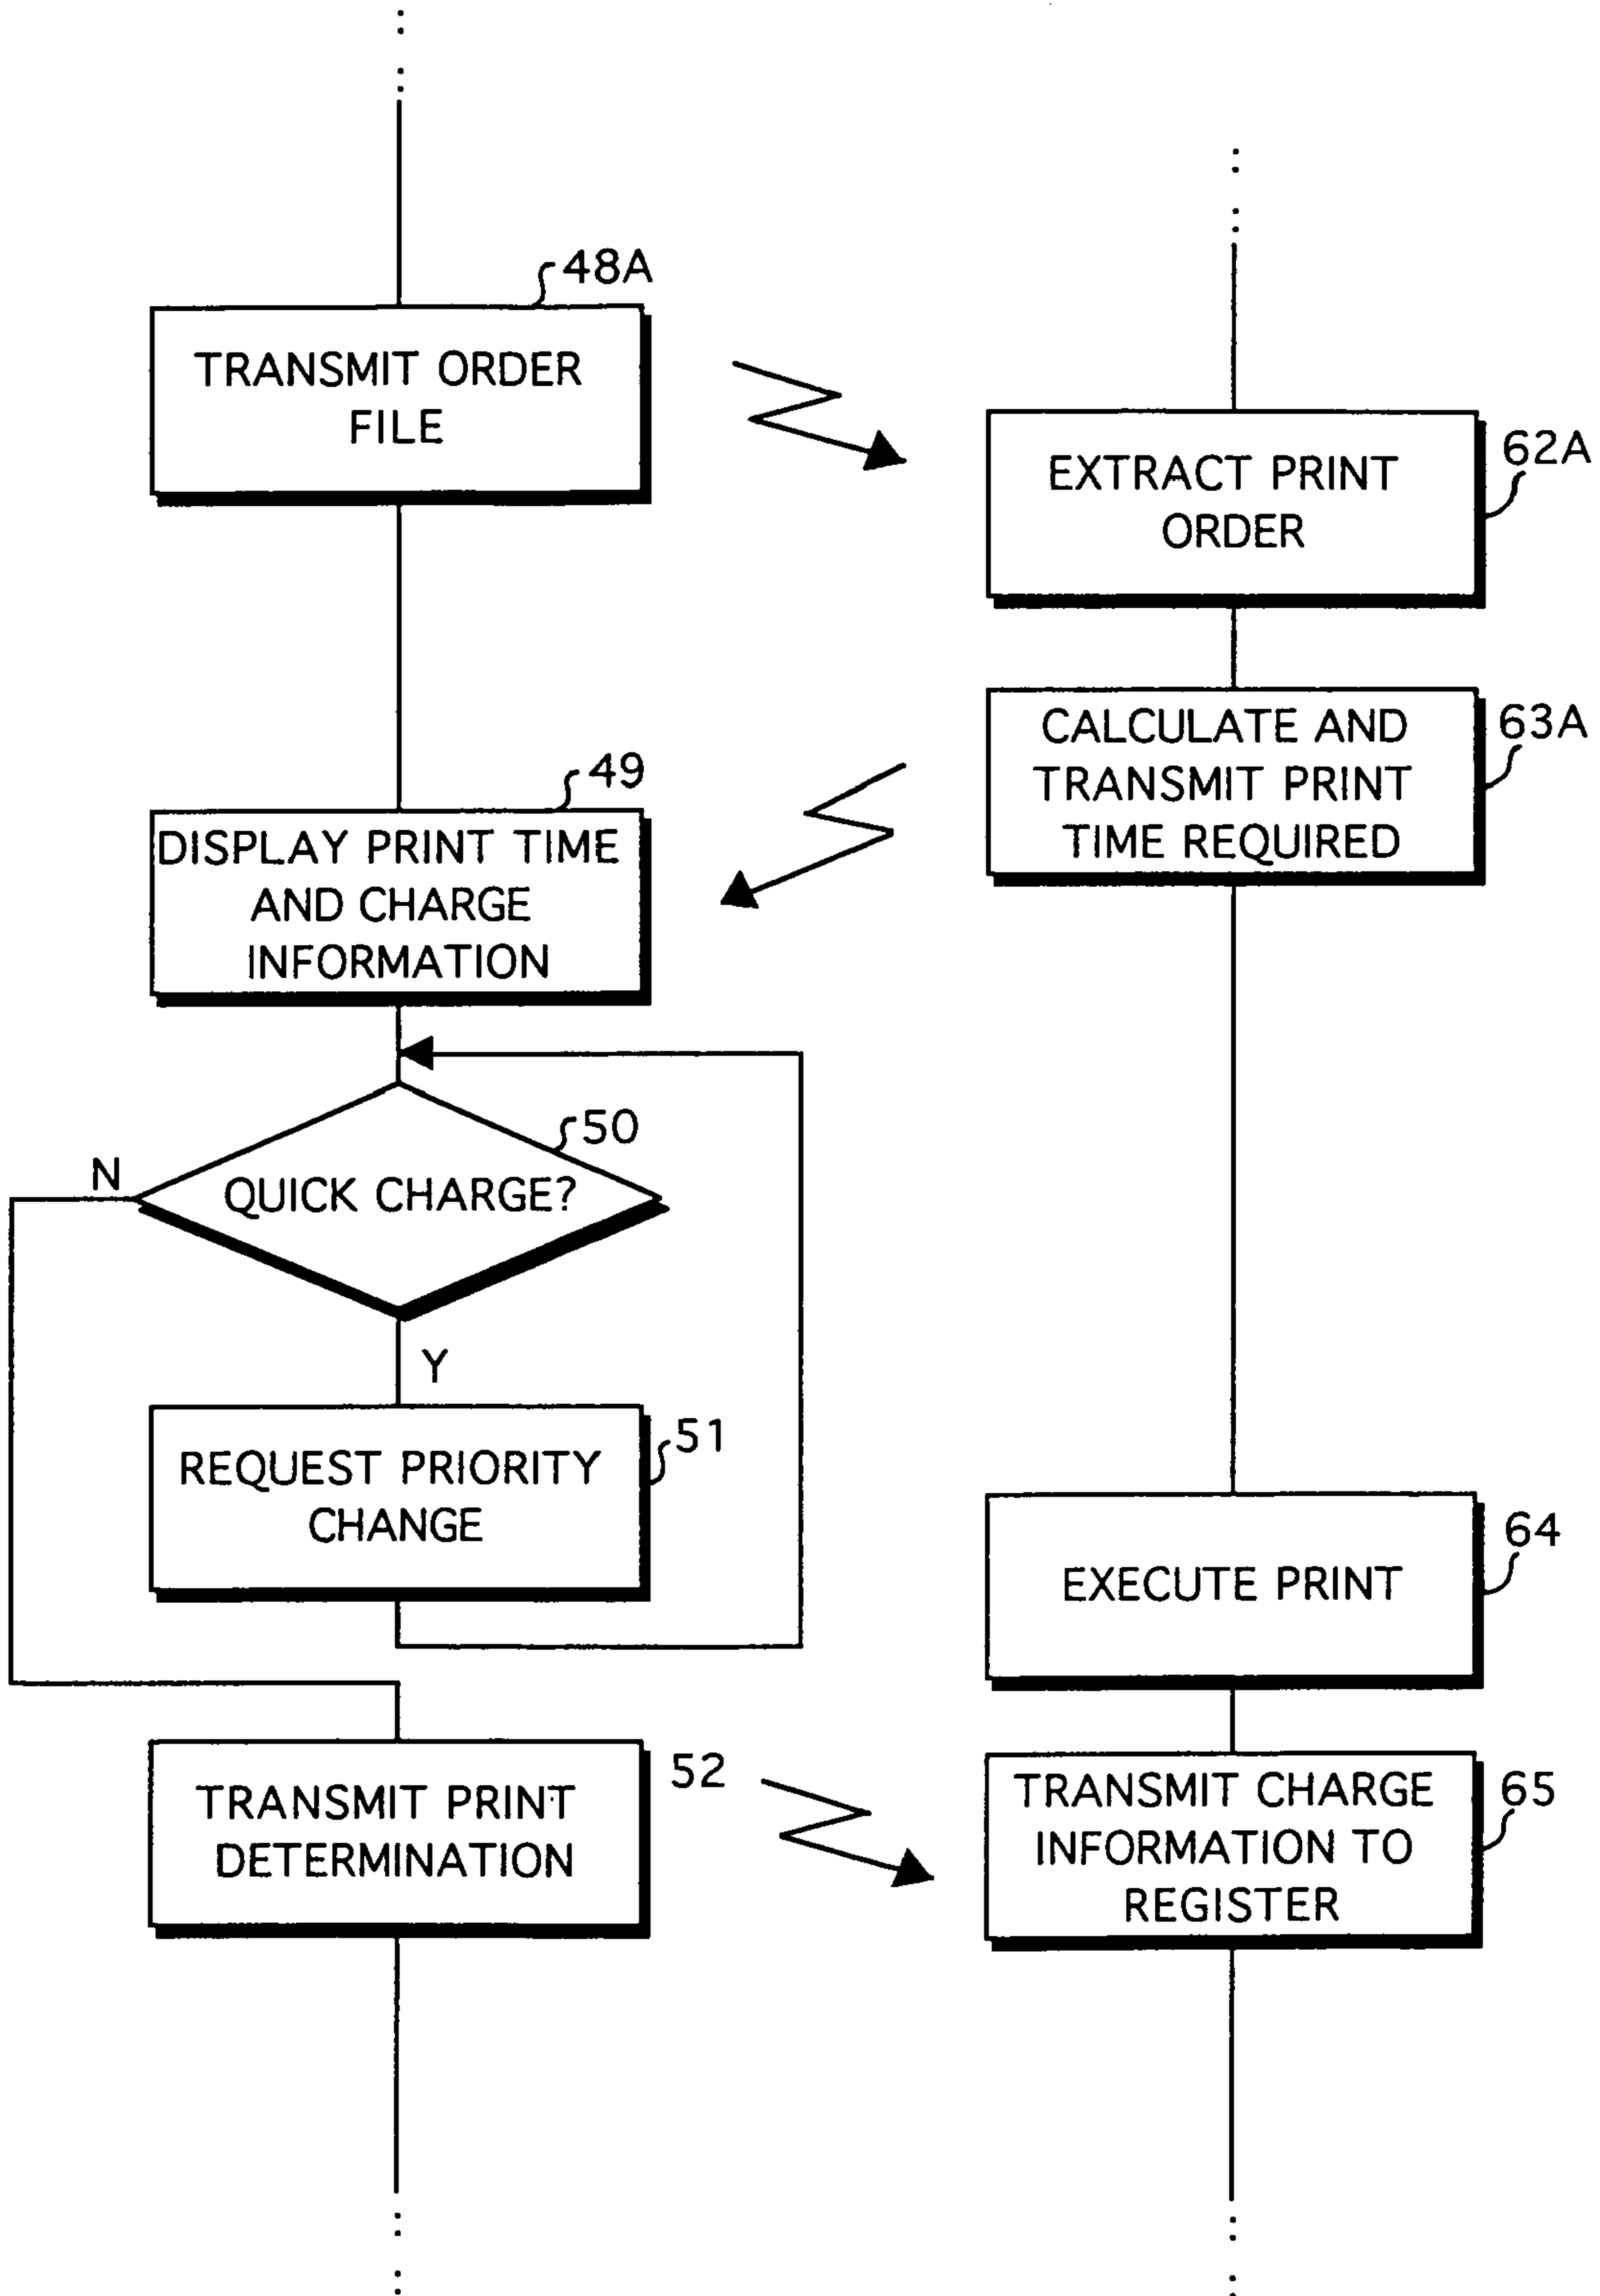 48A
TRANSMIT ORDER
FILE
62A
EXTRACT PRINT
ORDER
63A
CALCULATE AND
TRANSMIT PRINT
TIME REQUIRED
49
DISPLAY PRINT TIME
AND CHARGE
INFORMATION
50
N
QUICK CHARGE?
Y
51
REQUEST PRIORITY
CHANGE
64
EXECUTE PRINT
52
TRANSMIT PRINT
DETERMINATION
65
TRANSMIT CHARGE
INFORMATION TO
REGISTER